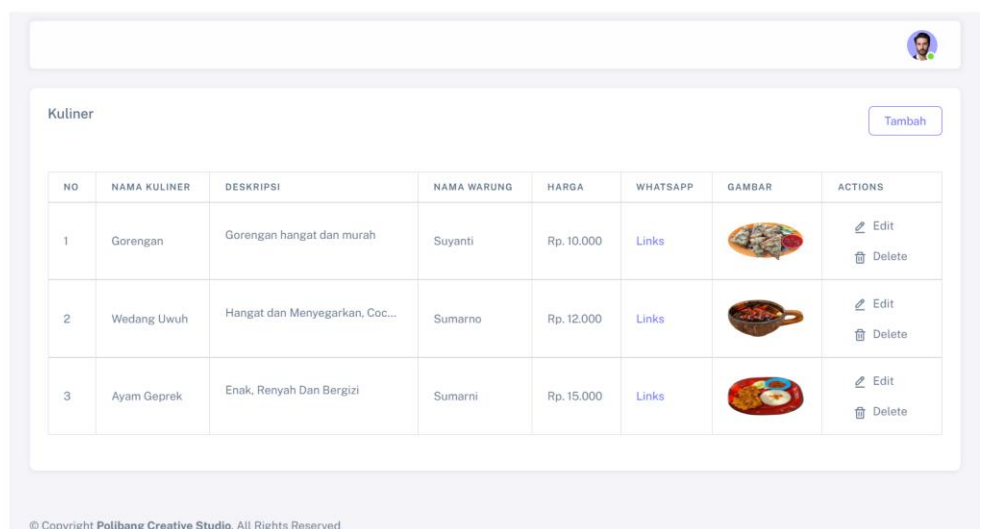 Kuliner
Tambah
NO NAMA KULINER DESKRIPSI NAMA WARUNG HARGA WHATSAPP GAMBAR ACTIONS
1 Gorengan Gorengan hangat dan murah Suyanti Rp. 10.000 Links Edit
Delete
2 Wedang Uwuh Hangat dan Menyegarkan, Coc... Sumarno Rp. 12.000 Links Edit
Delete
3 Ayam Geprek Enak, Renyah Dan Bergizi Sumarni Rp. 15.000 Links Edit
Delete
© Copyright Polibang Creative Studio. All Rights Reserved